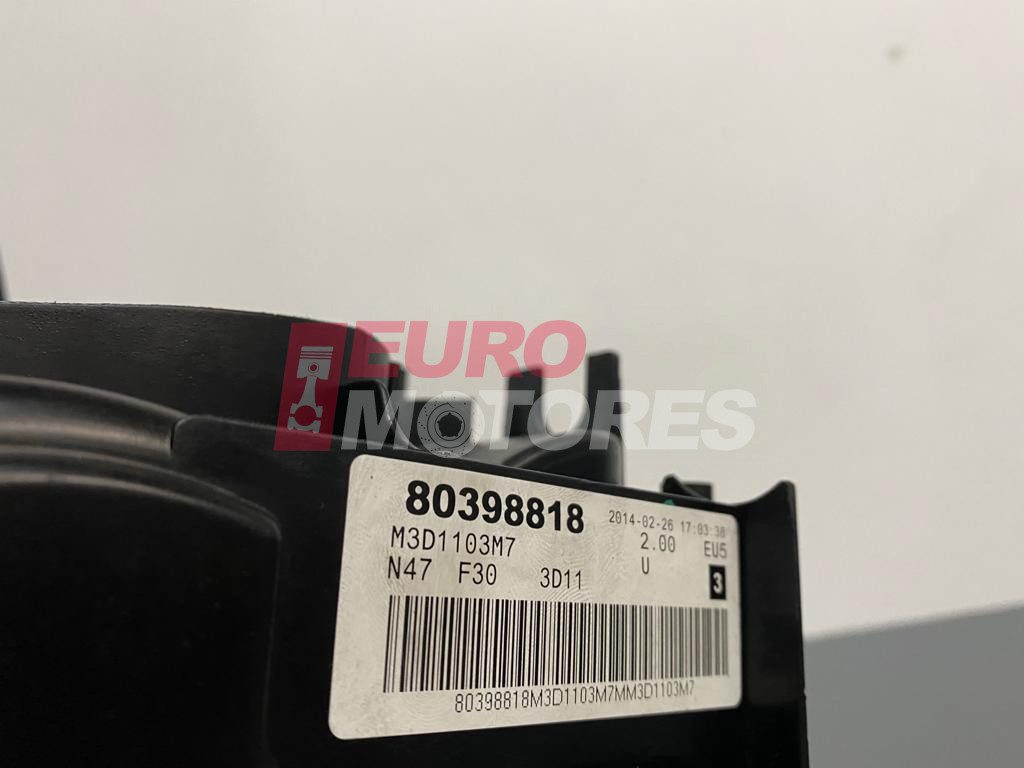 EURO
MOTORES
80398818 2014-02-26 17:03:38
M3D1103M7 2.00 EU5
N47 F30 3D11 U 3
80398818M3D1103M7MM3D1103M7